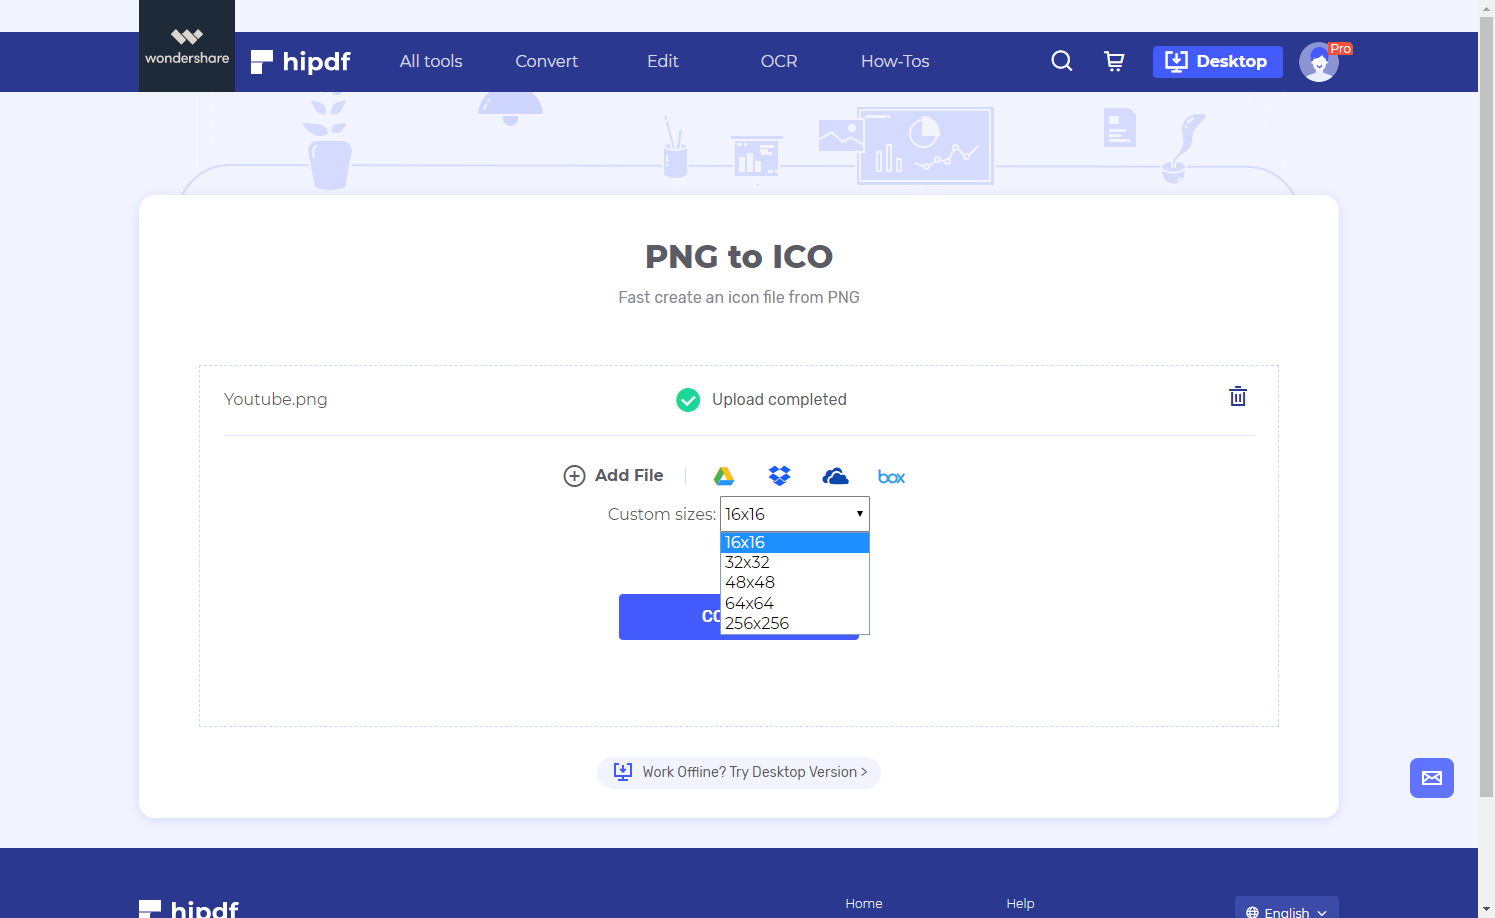 wondershare
hipdf
All tools
Convert
Edit
OCR
How-Tos
Desktop
Pro
PNG to ICO
Fast create an icon file from PNG
Youtube.png
Upload completed
Add File
box
Custom sizes: 16x16
16x16
32x32
48x48
64x64
256x256
Work Offline? Try Desktop Version >
hipdf
Home
Help
English